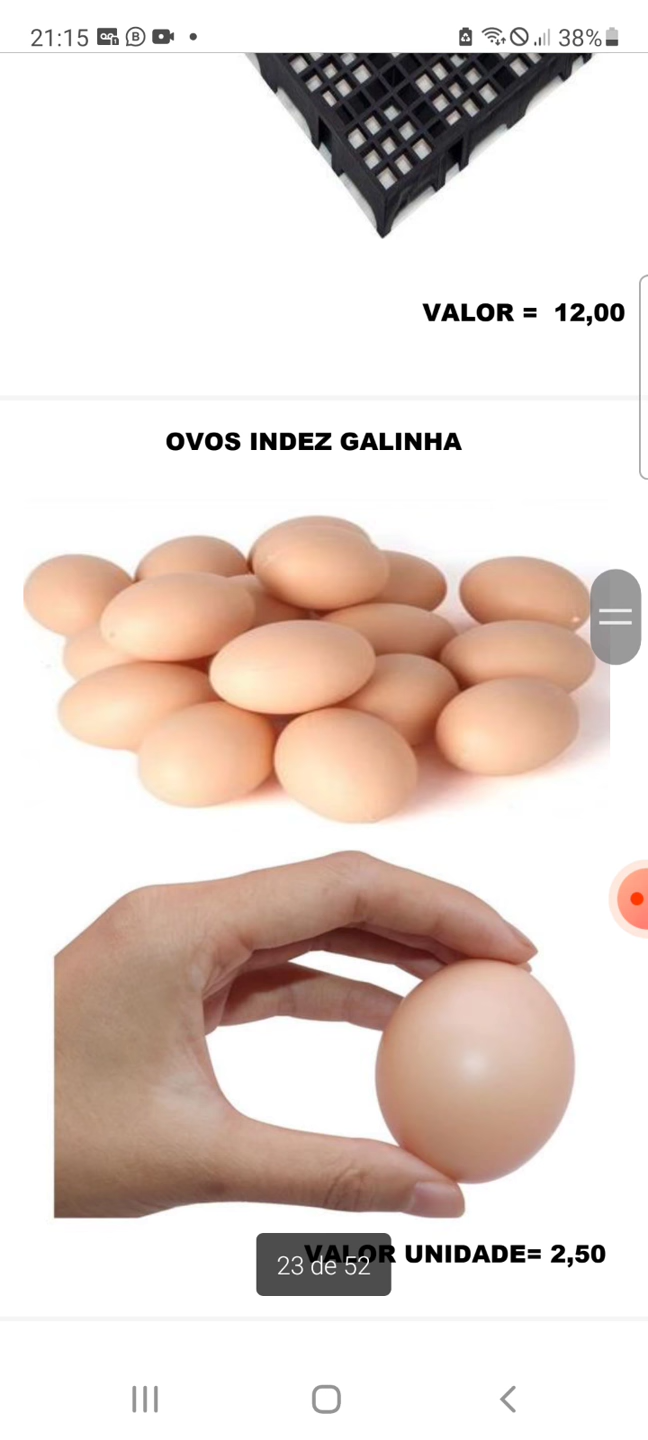 21:15
38%
VALOR = 12,00
OVOS INDEZ GALINHA
VALOR UNIDADE= 2,50
23 de 52